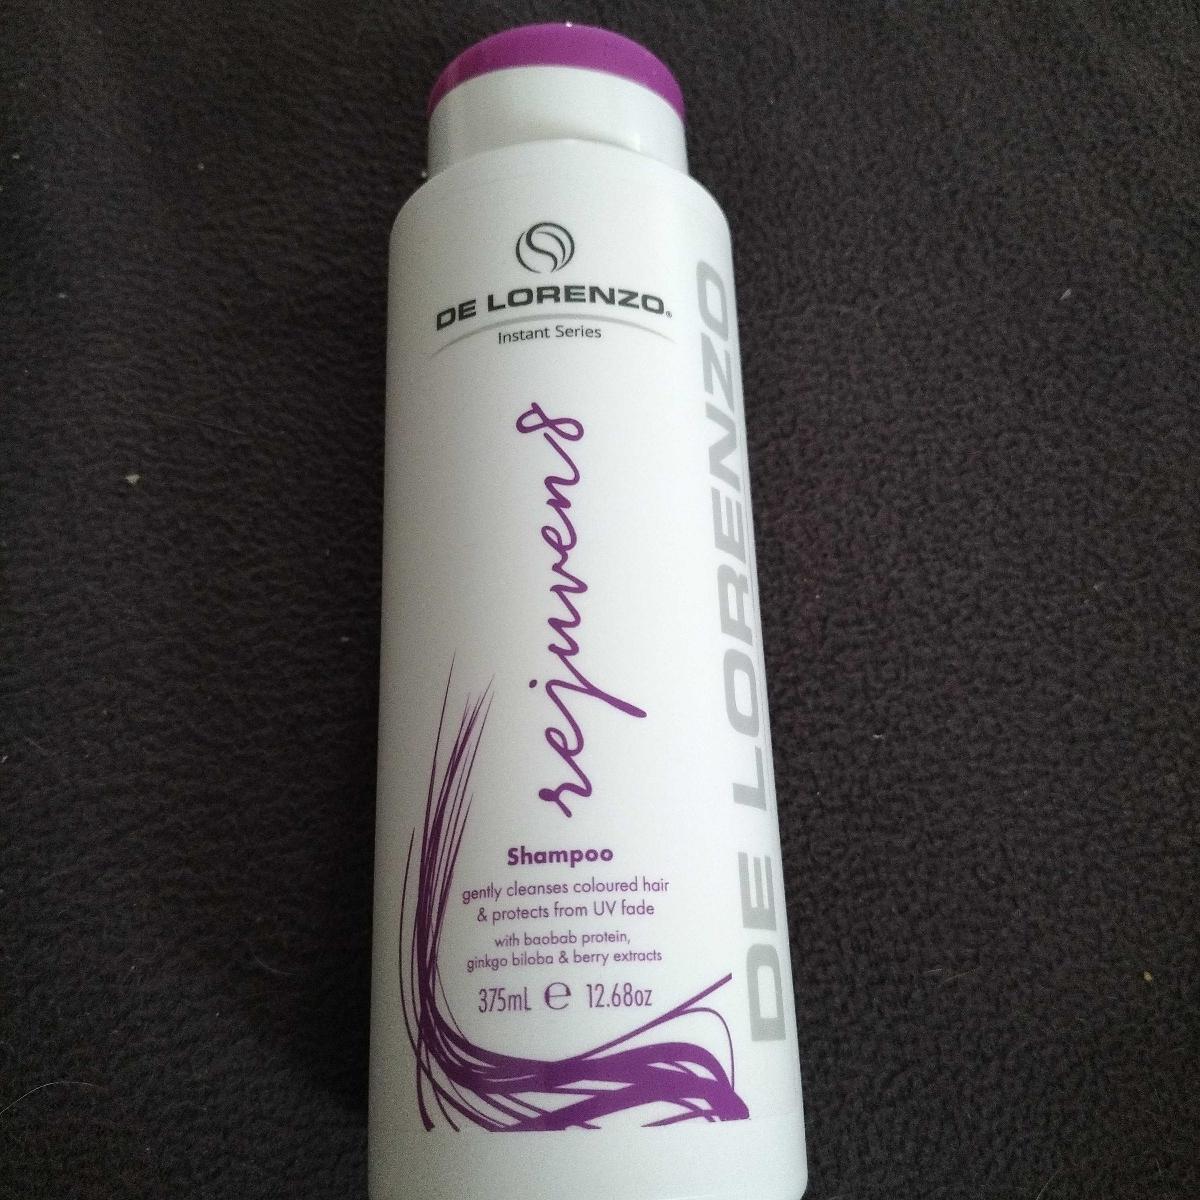 DE LORENZO®
Instant Series
rejuven8
Shampoo
gently cleanses coloured hair
& protects from UV fade
with baobab protein,
ginkgo biloba & berry extracts
375mL ℮ 12.68oz
DE LORENZO